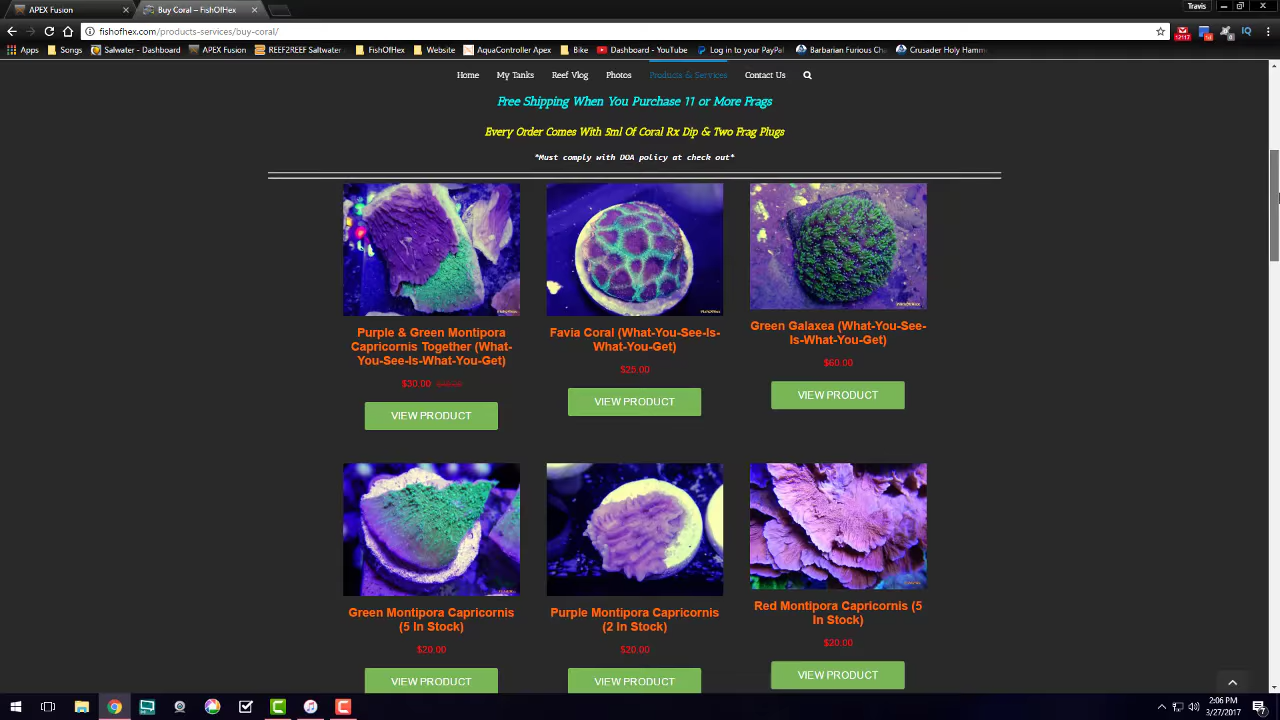 APEX Fusion
Buy Coral – FishOfHex
Travis
fishofhex.com/products-services/buy-coral/
Apps
Songs
Salwater - Dashboard
APEX Fusion
REEF2REEF Saltwater
FishOfHex
Website
AquaController Apex
Bike
Dashboard - YouTube
Log in to your PayPal
Barbarian Furious Cha
Crusader Holy Hamm
Home
My Tanks
Reef Vlog
Photos
Products & Services
Contact Us
Free Shipping When You Purchase 11 or More Frags
Every Order Comes With 5ml Of Coral Rx Dip & Two Frag Plugs
*Must comply with DOA policy at check out*
Purple & Green Montipora
Capricornis Together (What-
You-See-Is-What-You-Get)
$30.00
VIEW PRODUCT
Favia Coral (What-You-See-Is-
What-You-Get)
$25.00
VIEW PRODUCT
Green Galaxea (What-You-See-
Is-What-You-Get)
$60.00
VIEW PRODUCT
Green Montipora Capricornis
(5 In Stock)
$20.00
VIEW PRODUCT
Purple Montipora Capricornis
(2 In Stock)
$20.00
VIEW PRODUCT
Red Montipora Capricornis (5
In Stock)
$20.00
VIEW PRODUCT
2:06 PM
3/27/2017